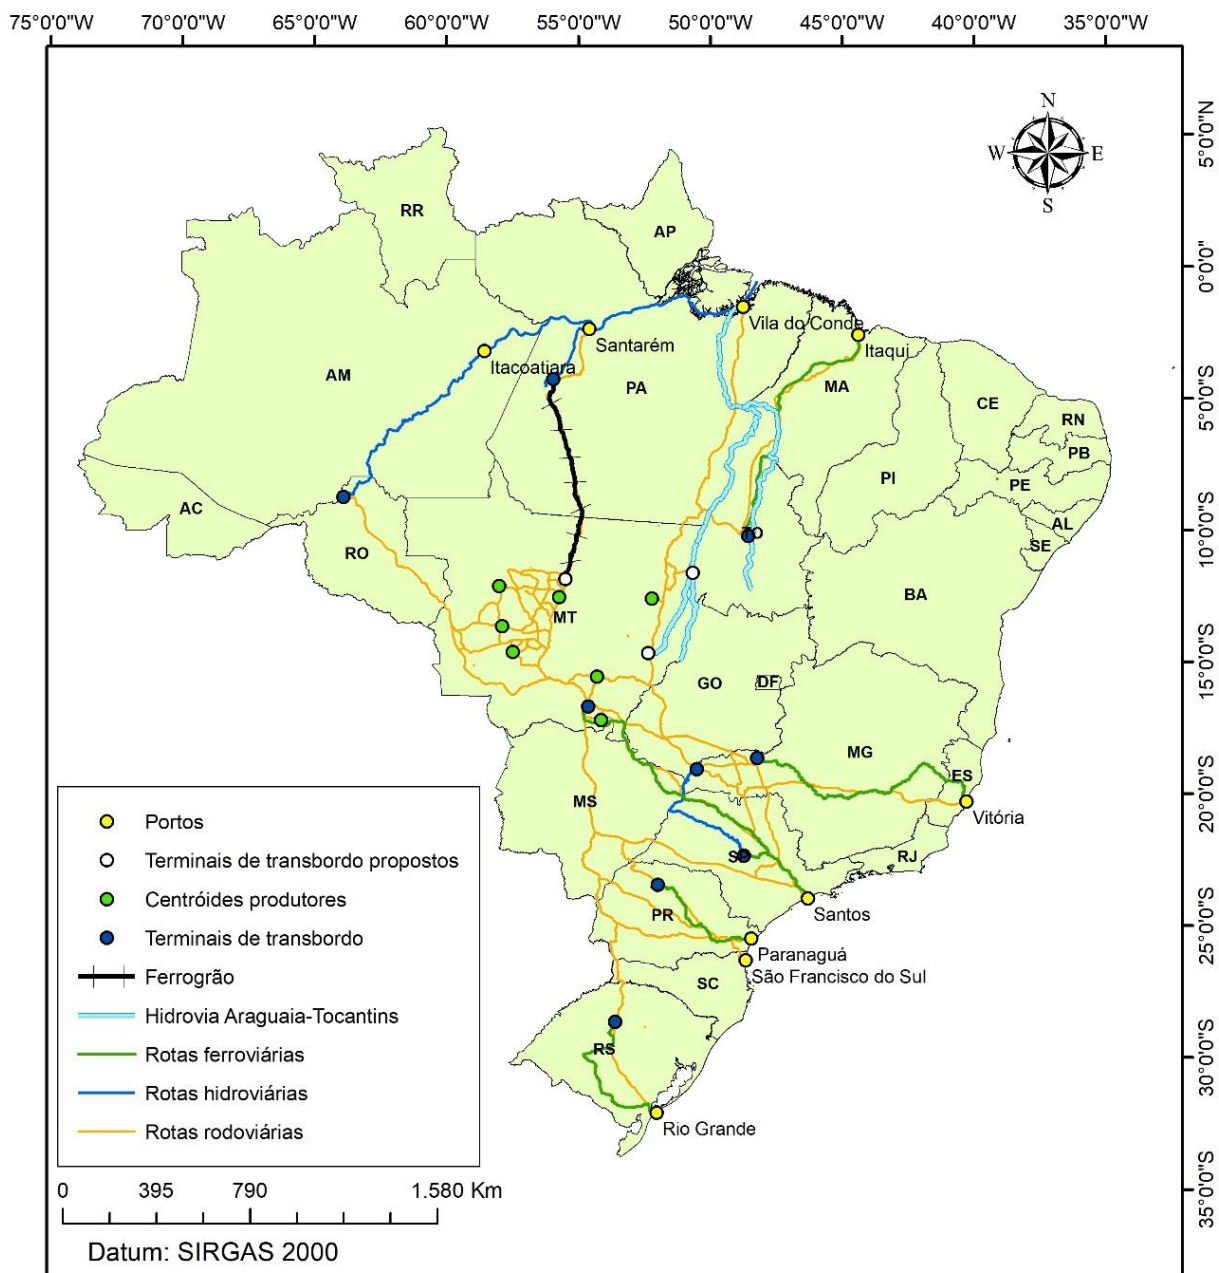 75°0'0"W 70°0'0"W 65°0'0"W 60°0'0"W 55°0'0"W 50°0'0"W 45°0'0"W 40°0'0"W 35°0'0"W
5°0'0"N
0°0'0"
5°0'0"S
10°0'0"S
15°0'0"S
20°0'0"S
25°0'0"S
30°0'0"S
35°0'0"S
N
W E
S
RR
AP
Vila do Conde
Santarém
Itaqui
Itacoatiara
AM
PA
MA
CE
RN
PB
PI
PE
AC
AL
TO
SE
RO
BA
MT
GO
DF
MG
ES
MS
Vitória
SP
RJ
Santos
PR
Paranaguá
São Francisco do Sul
SC
RS
Rio Grande
Portos
Terminais de transbordo propostos
Centróides produtores
Terminais de transbordo
Ferrogrão
Hidrovia Araguaia-Tocantins
Rotas ferroviárias
Rotas hidroviárias
Rotas rodoviárias
0 395 790 1.580 Km
Datum: SIRGAS 2000